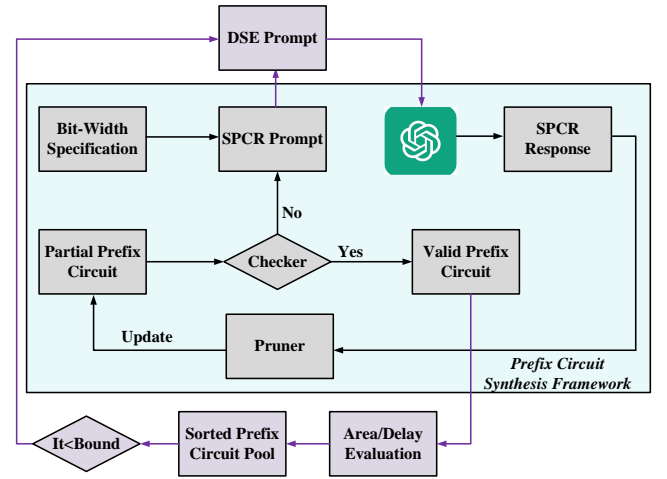 DSE Prompt
Bit-Width
Specification
SPCR Prompt
SPCR
Response
No
Partial Prefix
Circuit
Checker
Yes
Valid Prefix
Circuit
Update
Pruner
Prefix Circuit
Synthesis Framework
It<Bound
Sorted Prefix
Circuit Pool
Area/Delay
Evaluation